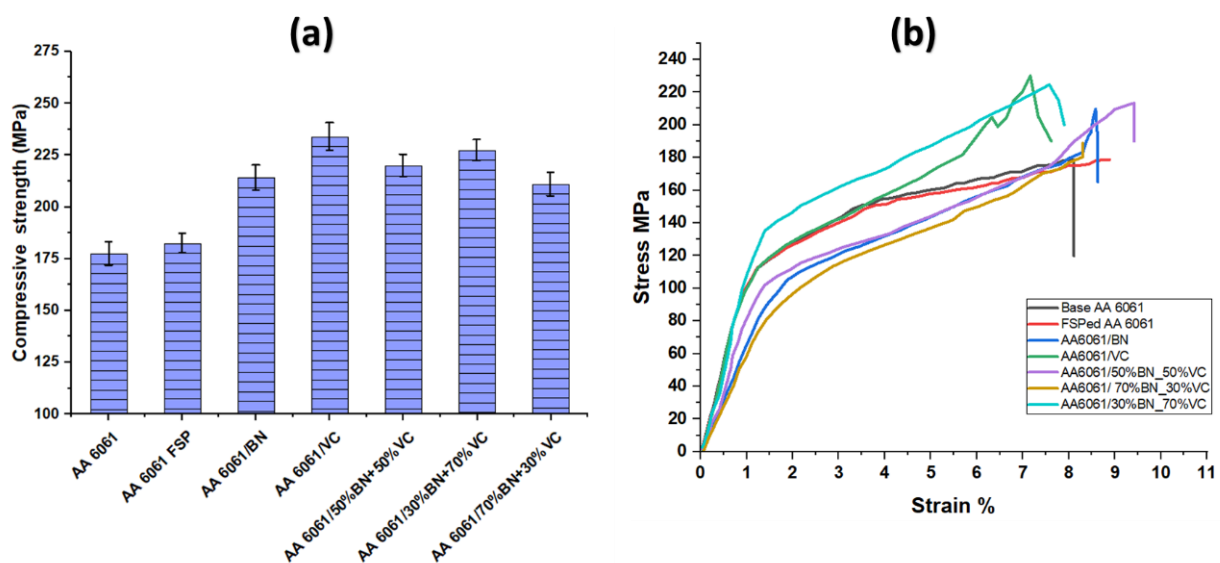 (a)
Compressive strength (MPa)
275
250
225
200
175
150
125
100
AA 6061
AA 6061 FSP
AA 6061/BN
AA 6061/VC
AA 6061/50%BN+50% VC
AA 6061/30%BN+70% VC
AA 6061/70%BN+30% VC
(b)
Stress MPa
240
220
200
180
160
140
120
100
80
60
40
20
0
0 1 2 3 4 5 6 7 8 9 10 11
Strain %
Base AA 6061
FSPed AA 6061
AA6061/BN
AA6061/VC
AA6061/50%BN_50%VC
AA6061/ 70%BN_30%VC
AA6061/30%BN_70%VC